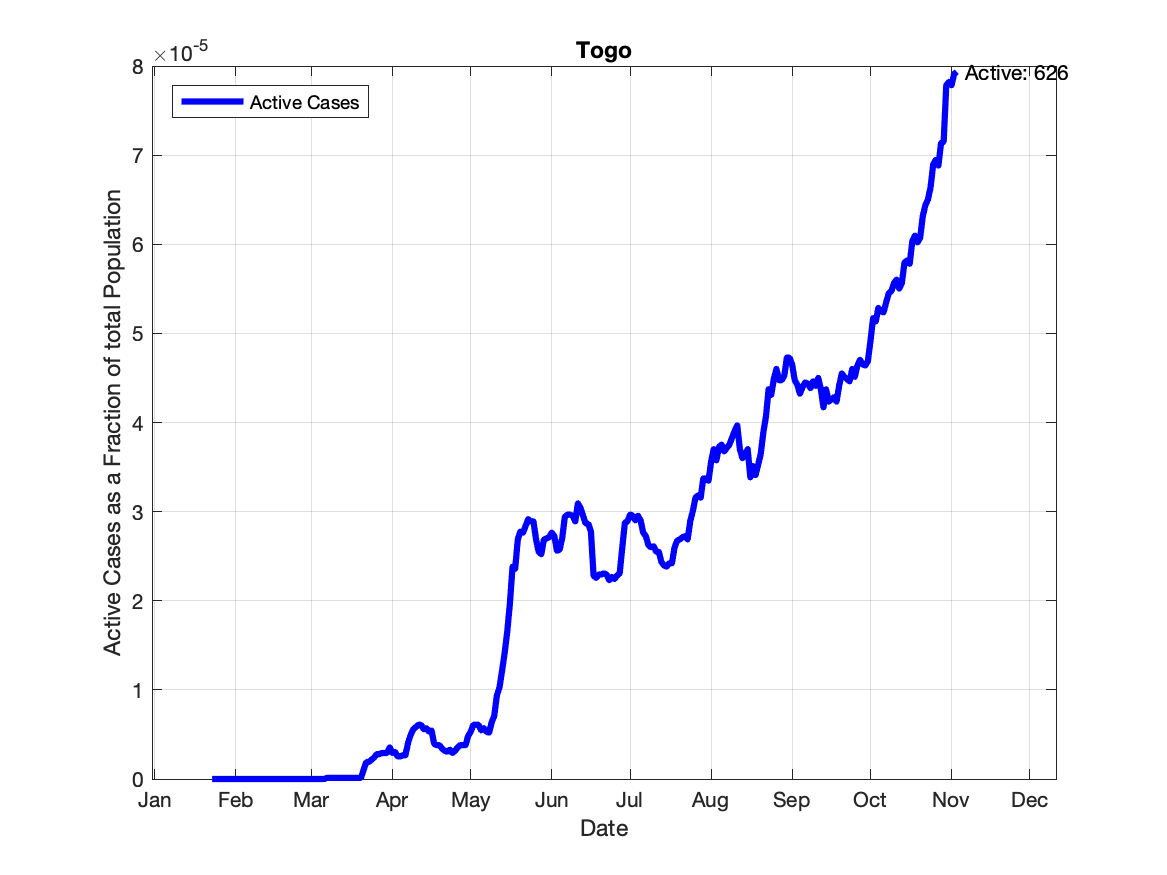 ×10-5
Togo
Active: 626
Active Cases
8
7
6
5
4
3
2
1
0
Active Cases as a Fraction of total Population
Jan Feb Mar Apr May Jun Jul Aug Sep Oct Nov Dec
Date